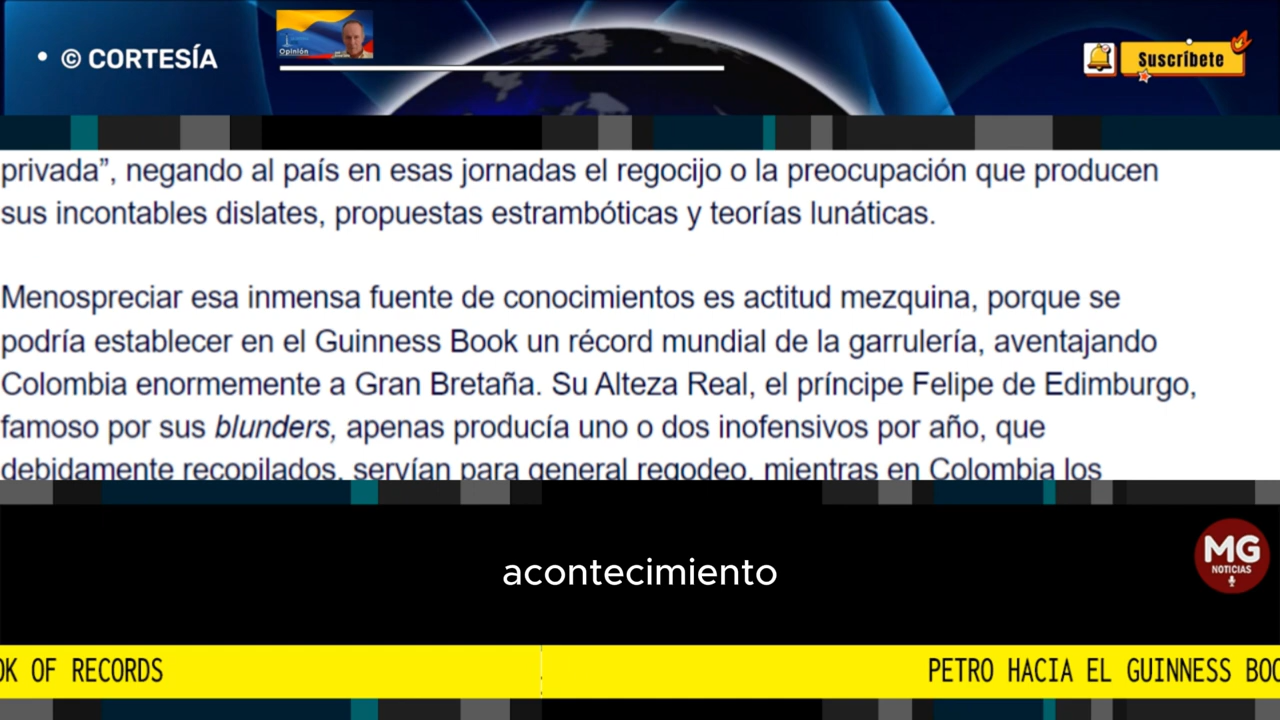 • © CORTESÍA
Opinión
Suscríbete
privada”, negando al país en esas jornadas el regocijo o la preocupación que producen
sus incontables dislates, propuestas estrambóticas y teorías lunáticas.
Menospreciar esa inmensa fuente de conocimientos es actitud mezquina, porque se
podría establecer en el Guinness Book un récord mundial de la garrulería, aventajando
Colombia enormemente a Gran Bretaña. Su Alteza Real, el príncipe Felipe de Edimburgo,
famoso por sus blunders, apenas producía uno o dos inofensivos por año, que
debidamente recopilados, servían para general regodeo, mientras en Colombia los
acontecimiento
MG
NOTICIAS
OK OF RECORDS
PETRO HACIA EL GUINNESS BOO